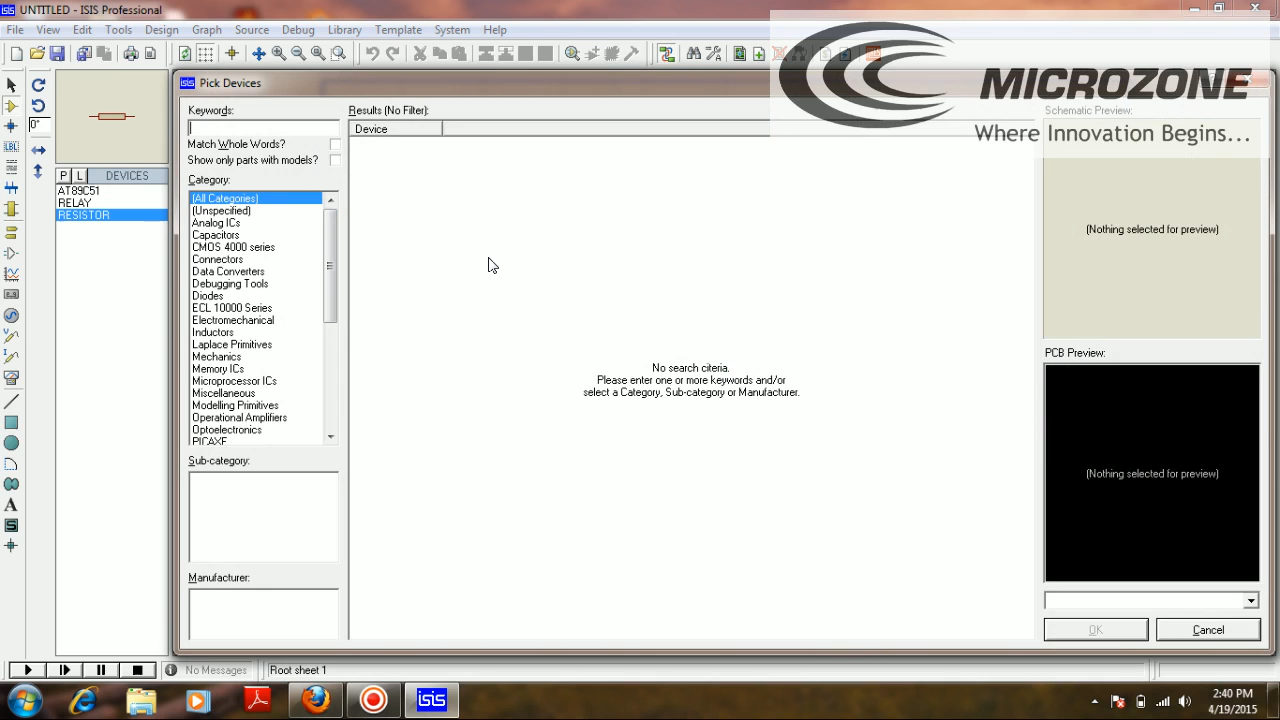 UNTITLED - ISIS Professional
File View Edit Tools Design Graph Source Debug Library Template System Help
MICROZONE
Where Innovation Begins...
Pick Devices
0°
P L DEVICES
AT89C51
RELAY
RESISTOR
Keywords:
Match Whole Words?
Show only parts with models?
Category:
(All Categories)
(Unspecified)
Analog ICs
Capacitors
CMOS 4000 series
Connectors
Data Converters
Debugging Tools
Diodes
ECL 10000 Series
Electromechanical
Inductors
Laplace Primitives
Mechanics
Memory ICs
Microprocessor ICs
Miscellaneous
Modelling Primitives
Operational Amplifiers
Optoelectronics
PICAXE
Sub-category:
Manufacturer:
Results (No Filter):
Device
No search citeria.
Please enter one or more keywords and/or
select a Category, Sub-category or Manufacturer.
Schematic Preview:
(Nothing selected for preview)
PCB Preview:
(Nothing selected for preview)
OK Cancel
No Messages Root sheet 1
isis
2:40 PM
4/19/2015